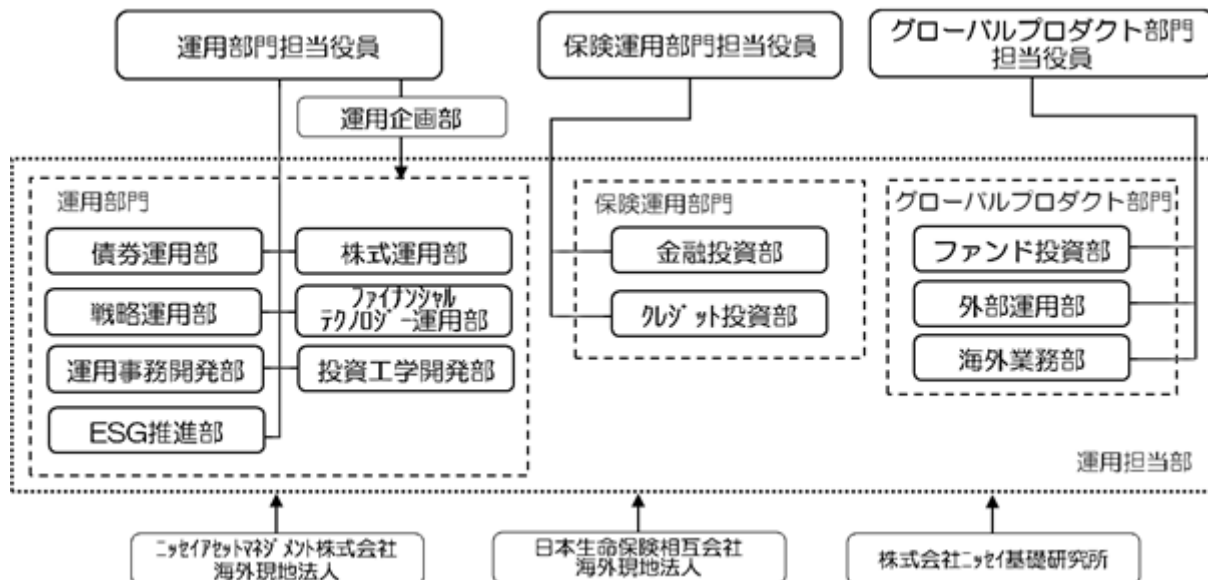 運用部門担当役員
保険運用部門担当役員
グローバルプロダクト部門
担当役員
運用企画部
運用部門
債券運用部
株式運用部
戦略運用部
ファイナンシャル
テクノロジー運用部
運用事務開発部
投資工学開発部
ESG推進部
保険運用部門
金融投資部
クレジット投資部
グローバルプロダクト部門
ファンド投資部
外部運用部
海外業務部
運用担当部
ニッセイアセットマネジメント株式会社
海外現地法人
日本生命保険相互会社
海外現地法人
株式会社ニッセイ基礎研究所